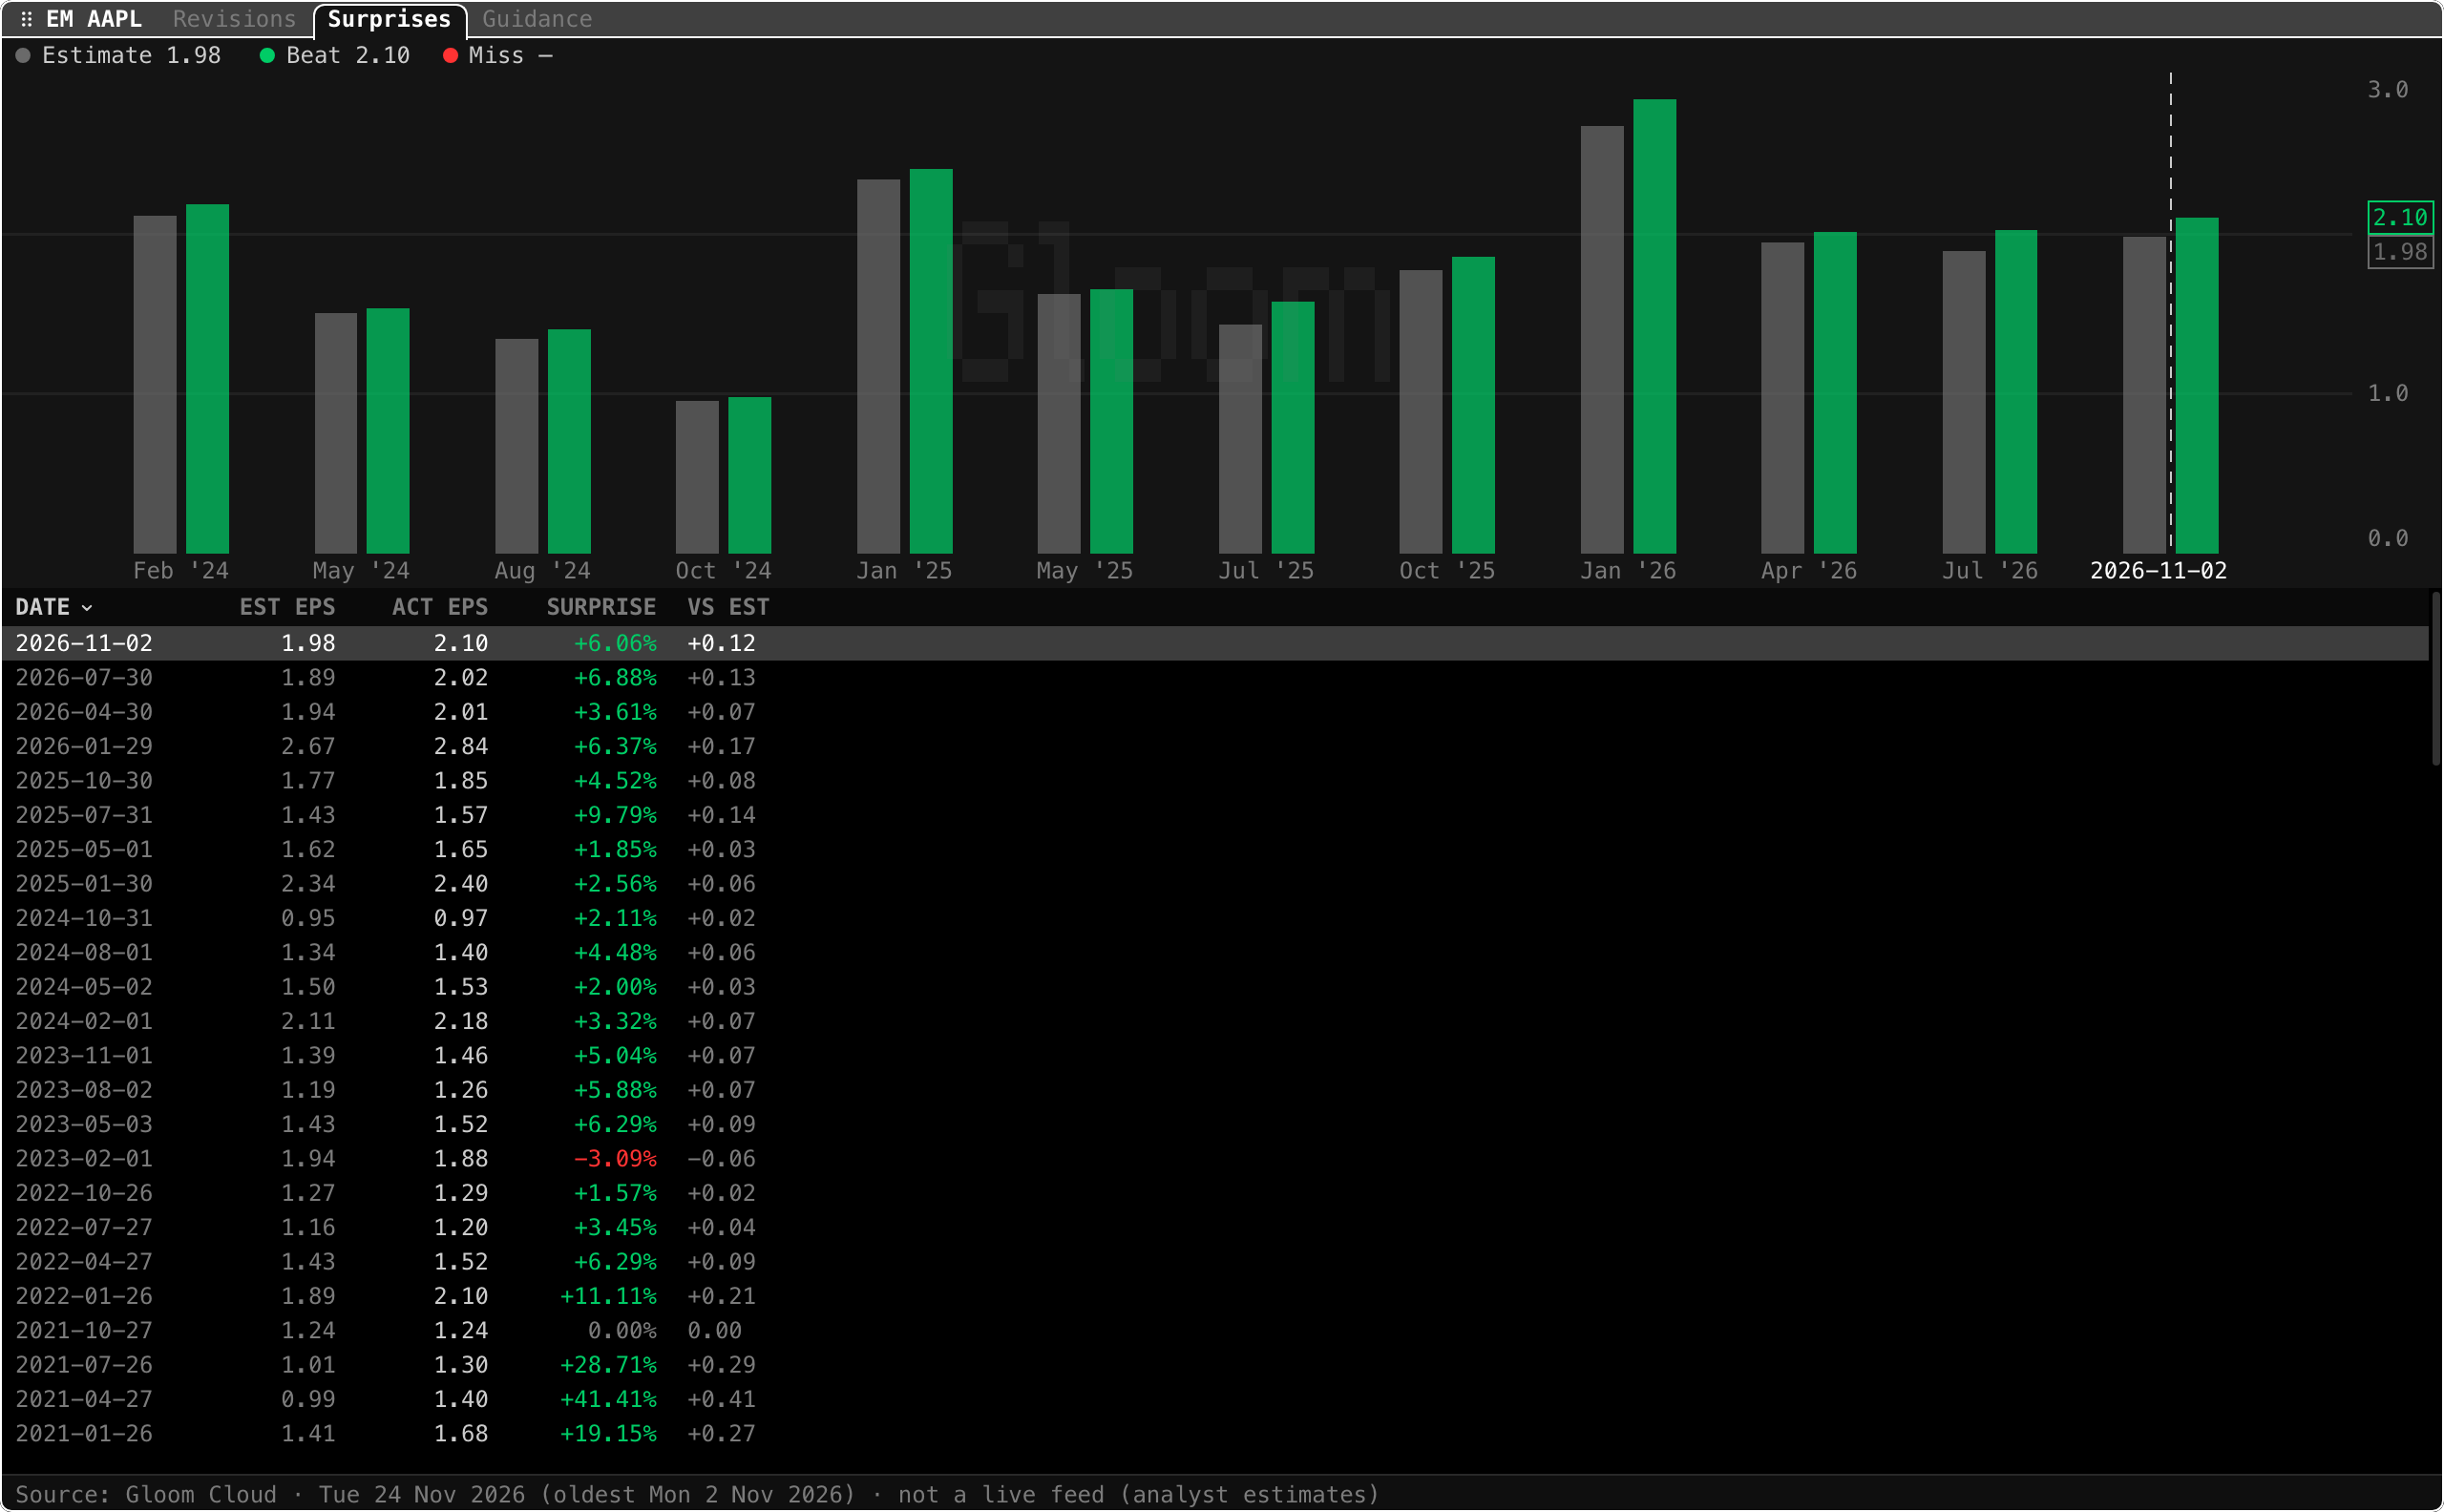 EM AAPL Revisions Surprises Guidance
Estimate 1.98 Beat 2.10 Miss —
3.0
2.10
1.98
1.0
0.0
Gloom
Feb '24 May '24 Aug '24 Oct '24 Jan '25 May '25 Jul '25 Oct '25 Jan '26 Apr '26 Jul '26 2026-11-02
DATE EST EPS ACT EPS SURPRISE VS EST
2026-11-02 1.98 2.10 +6.06% +0.12
2026-07-30 1.89 2.02 +6.88% +0.13
2026-04-30 1.94 2.01 +3.61% +0.07
2026-01-29 2.67 2.84 +6.37% +0.17
2025-10-30 1.77 1.85 +4.52% +0.08
2025-07-31 1.43 1.57 +9.79% +0.14
2025-05-01 1.62 1.65 +1.85% +0.03
2025-01-30 2.34 2.40 +2.56% +0.06
2024-10-31 0.95 0.97 +2.11% +0.02
2024-08-01 1.34 1.40 +4.48% +0.06
2024-05-02 1.50 1.53 +2.00% +0.03
2024-02-01 2.11 2.18 +3.32% +0.07
2023-11-01 1.39 1.46 +5.04% +0.07
2023-08-02 1.19 1.26 +5.88% +0.07
2023-05-03 1.43 1.52 +6.29% +0.09
2023-02-01 1.94 1.88 −3.09% −0.06
2022-10-26 1.27 1.29 +1.57% +0.02
2022-07-27 1.16 1.20 +3.45% +0.04
2022-04-27 1.43 1.52 +6.29% +0.09
2022-01-26 1.89 2.10 +11.11% +0.21
2021-10-27 1.24 1.24 0.00% 0.00
2021-07-26 1.01 1.30 +28.71% +0.29
2021-04-27 0.99 1.40 +41.41% +0.41
2021-01-26 1.41 1.68 +19.15% +0.27
Source: Gloom Cloud · Tue 24 Nov 2026 (oldest Mon 2 Nov 2026) · not a live feed (analyst estimates)